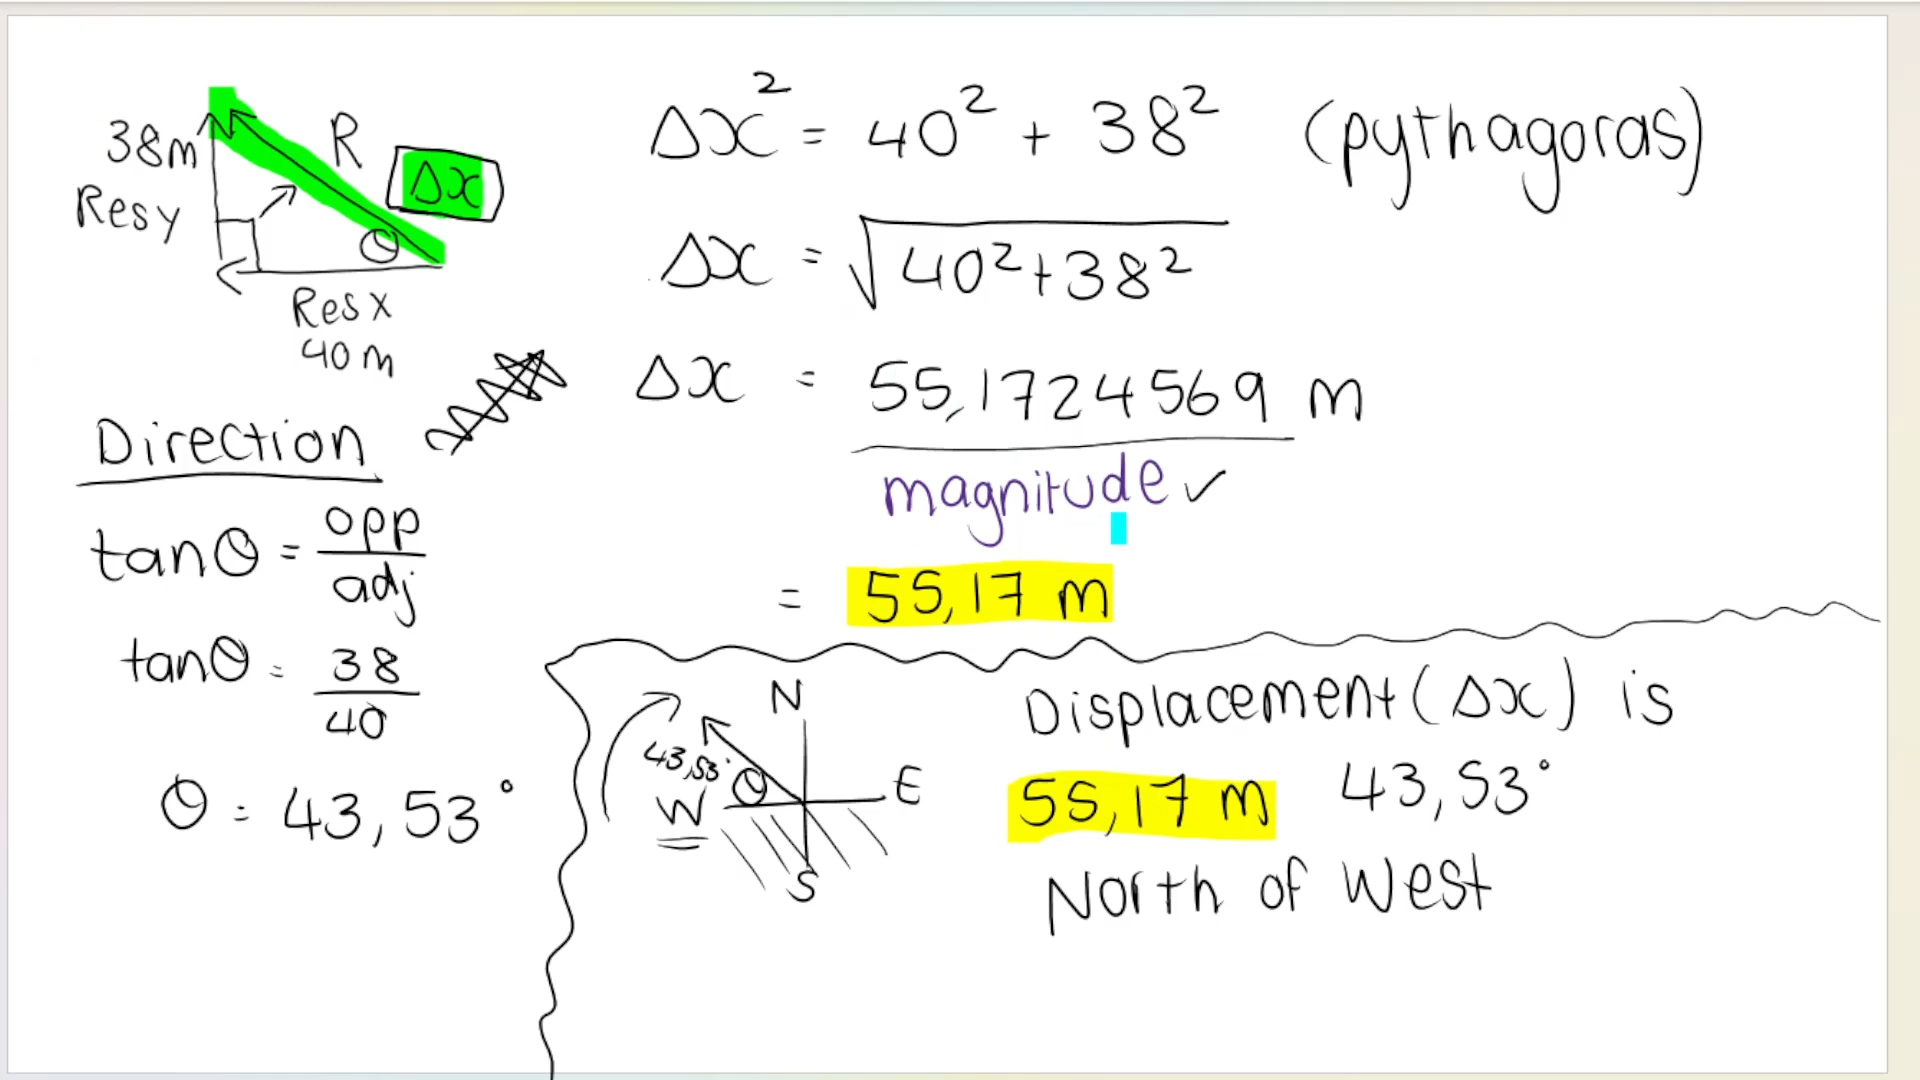 38m
Res y
R
Δx
θ
Res x
40 m
Δx² = 40² + 38² (pythagoras)
Δx = √40²+38²
Δx = 55,1724569 m
magnitude ✓
= 55,17 m
Direction
tanθ = opp/adj
tanθ = 38/40
θ = 43,53°
N
43,53°
θ
W
E
S
Displacement (Δx) is
55,17 m 43,53°
North of West